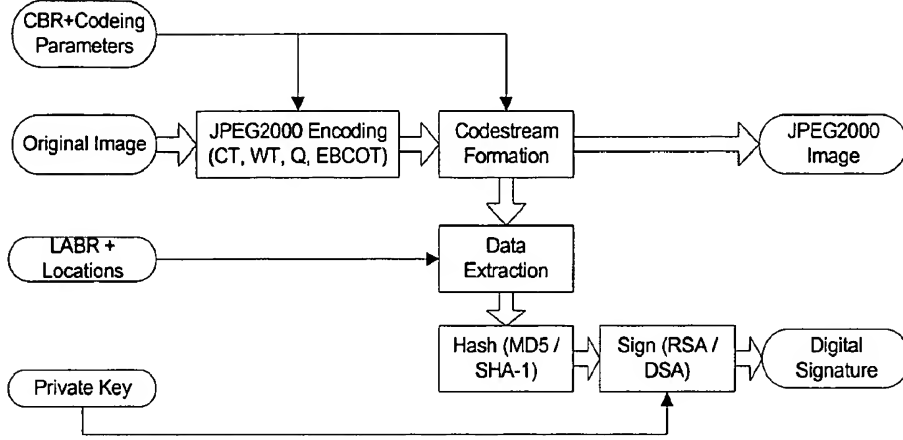 CBR+Codeing
Parameters
Original Image
JPEG2000 Encoding
(CT, WT, Q, EBCOT)
Codestream
Formation
JPEG2000
Image
LABR +
Locations
Data
Extraction
Hash (MD5 /
SHA-1)
Sign (RSA /
DSA)
Digital
Signature
Private Key